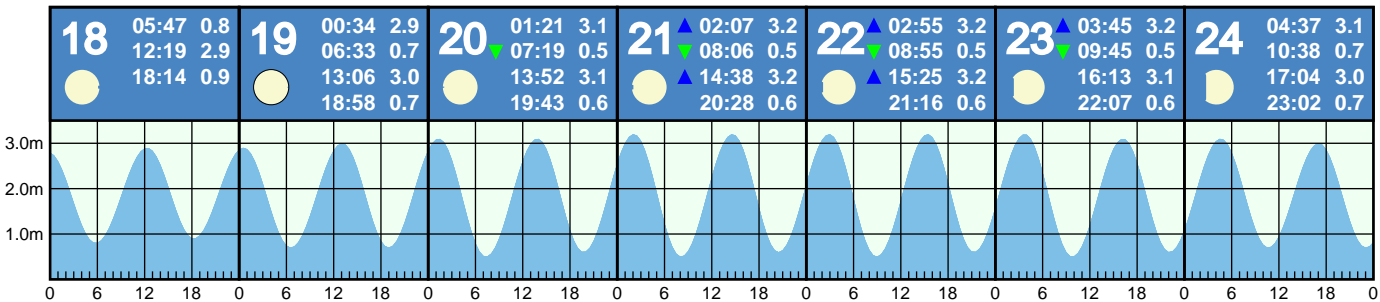 18 05:47 0.8
12:19 2.9
18:14 0.9
19 00:34 2.9
06:33 0.7
13:06 3.0
18:58 0.7
20 01:21 3.1
▼ 07:19 0.5
13:52 3.1
19:43 0.6
21 ▲ 02:07 3.2
▼ 08:06 0.5
▲ 14:38 3.2
20:28 0.6
22 ▲ 02:55 3.2
▼ 08:55 0.5
▲ 15:25 3.2
21:16 0.6
23 ▲ 03:45 3.2
▼ 09:45 0.5
16:13 3.1
22:07 0.6
24 04:37 3.1
10:38 0.7
17:04 3.0
23:02 0.7
3.0m
2.0m
1.0m
0 6 12 18 0 6 12 18 0 6 12 18 0 6 12 18 0 6 12 18 0 6 12 18 0 6 12 18 0